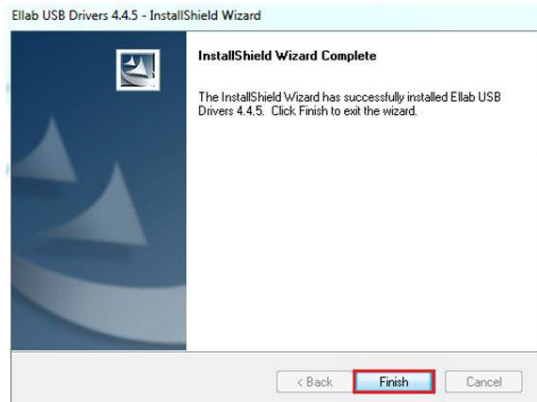 Ellab USB Drivers 4.4.5 - InstallShield Wizard
InstallShield Wizard Complete
The InstallShield Wizard has successfully installed Ellab USB
Drivers 4.4.5. Click Finish to exit the wizard.
< Back
Finish
Cancel